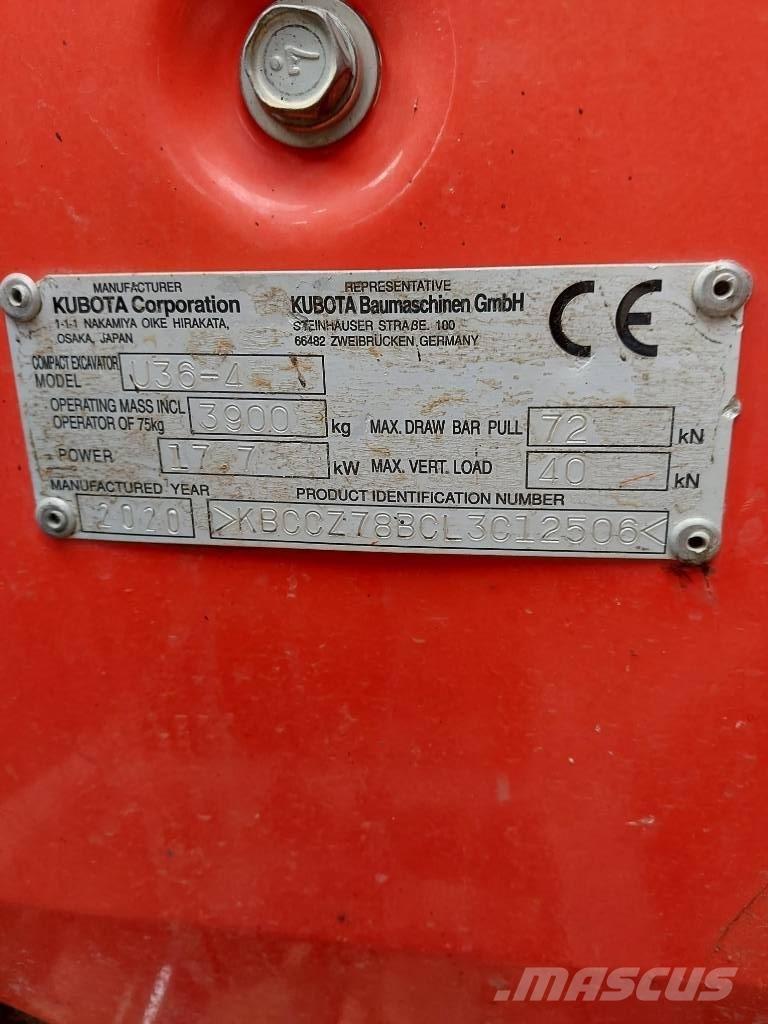 MANUFACTURER
KUBOTA Corporation
1-1-1 NAKAMIYA OIKE HIRAKATA,
OSAKA, JAPAN
REPRESENTATIVE
KUBOTA Baumaschinen GmbH
STEINHÄUSER STRAßE. 100
66482 ZWEIBRÜCKEN, GERMANY
CE
COMPACT EXCAVATOR
MODEL U36-4
OPERATING MASS INCL
OPERATOR OF 75kg 3900 kg
MAX. DRAW BAR PULL 72 kN
POWER 17.7 kW
MAX. VERT. LOAD 40 kN
MANUFACTURED YEAR
2020
PRODUCT IDENTIFICATION NUMBER
>KBCCZ78BCL3C12506<
MASCUS